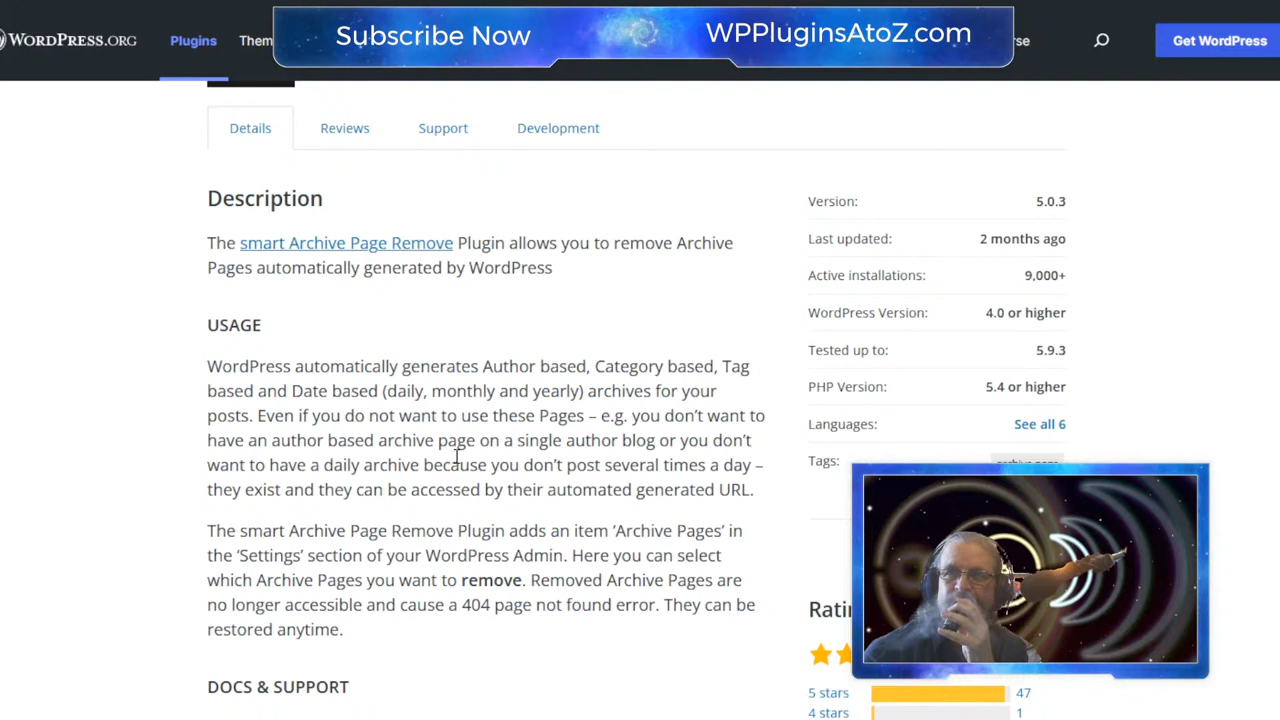 WORDPRESS.ORG
Plugins
Them
Subscribe Now
WPPluginsAtoZ.com
Get WordPress
Details
Reviews
Support
Development
Description
The smart Archive Page Remove Plugin allows you to remove Archive
Pages automatically generated by WordPress
USAGE
WordPress automatically generates Author based, Category based, Tag
based and Date based (daily, monthly and yearly) archives for your
posts. Even if you do not want to use these Pages – e.g. you don’t want to
have an author based archive page on a single author blog or you don’t
want to have a daily archive because you don’t post several times a day –
they exist and they can be accessed by their automated generated URL.
The smart Archive Page Remove Plugin adds an item ‘Archive Pages’ in
the ‘Settings’ section of your WordPress Admin. Here you can select
which Archive Pages you want to remove. Removed Archive Pages are
no longer accessible and cause a 404 page not found error. They can be
restored anytime.
DOCS & SUPPORT
Version: 5.0.3
Last updated: 2 months ago
Active installations: 9,000+
WordPress Version: 4.0 or higher
Tested up to: 5.9.3
PHP Version: 5.4 or higher
Languages: See all 6
Tags:
Ratin
5 stars 47
4 stars 1